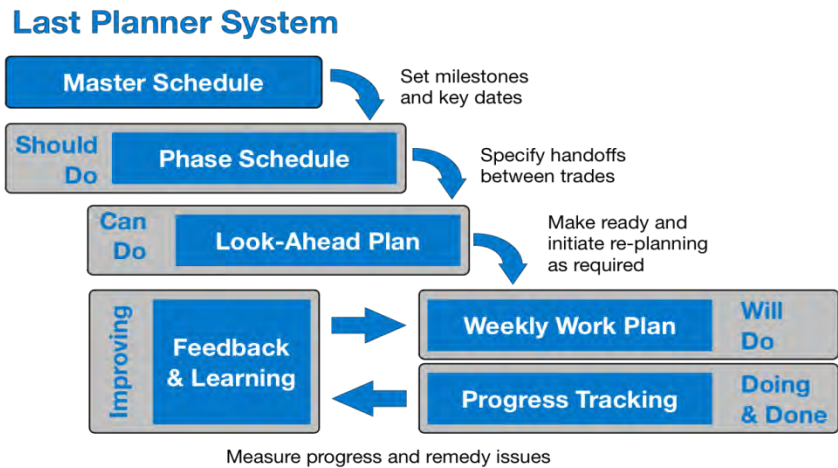 Last Planner System
Master Schedule
Set milestones
and key dates
Should
Do
Phase Schedule
Specify handoffs
between trades
Can
Do
Look-Ahead Plan
Make ready and
initiate re-planning
as required
Improving
Feedback
& Learning
Weekly Work Plan
Will
Do
Progress Tracking
Doing
& Done
Measure progress and remedy issues